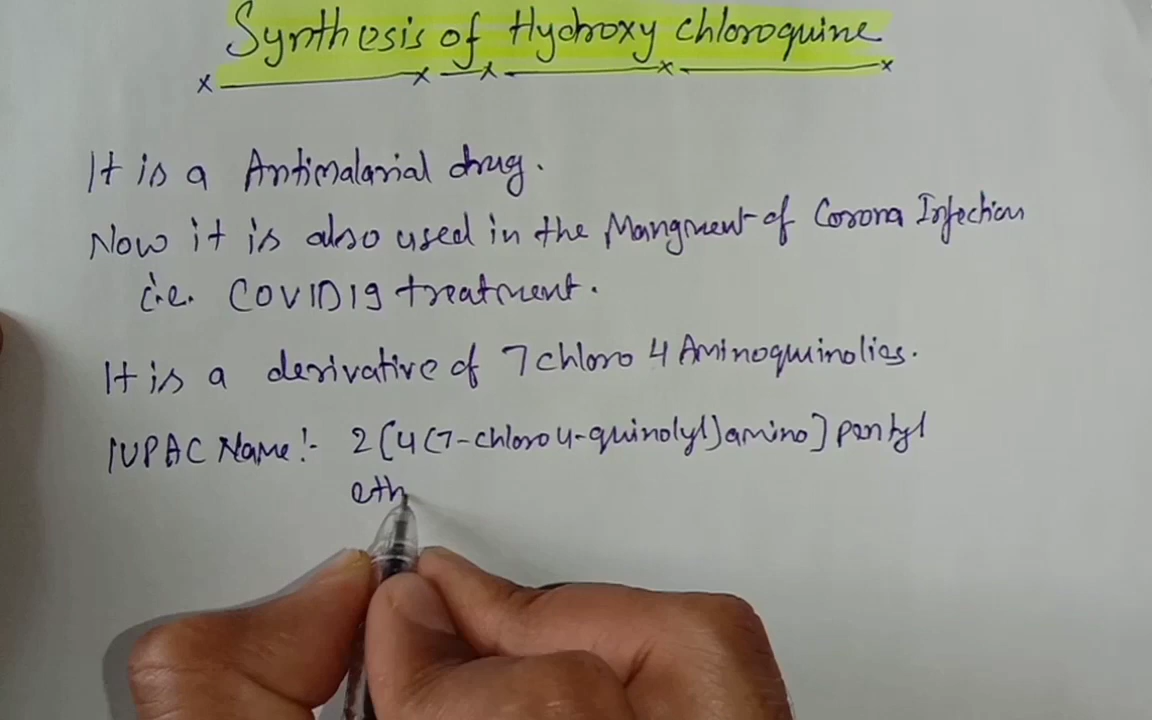 Synthesis of Hydroxy chloroquine
It is a Antimalarial drug.
Now it is also used in the Mangment of Corona Infection
i.e. COVID19 treatment.
It is a derivative of 7 chloro 4 Aminoquinolies.
IUPAC Name:- 2[4(7-chloro4-quinolyl)amino] pentyl
eth